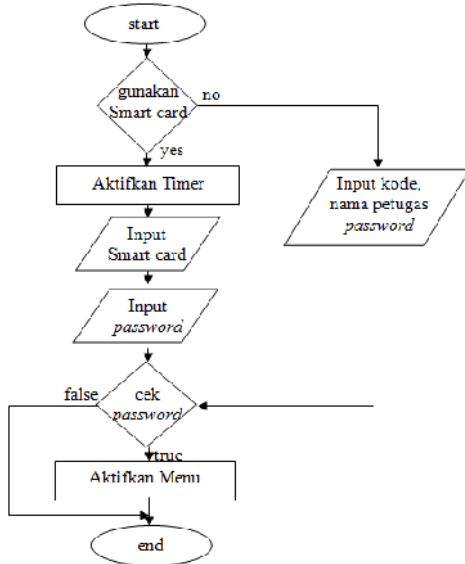 start
gunakan
Smart card
no
yes
Aktifkan Timer
Input kode,
nama petugas
password
Input
Smart card
Input
password
false
cek
password
true
Aktifkan Menu
end